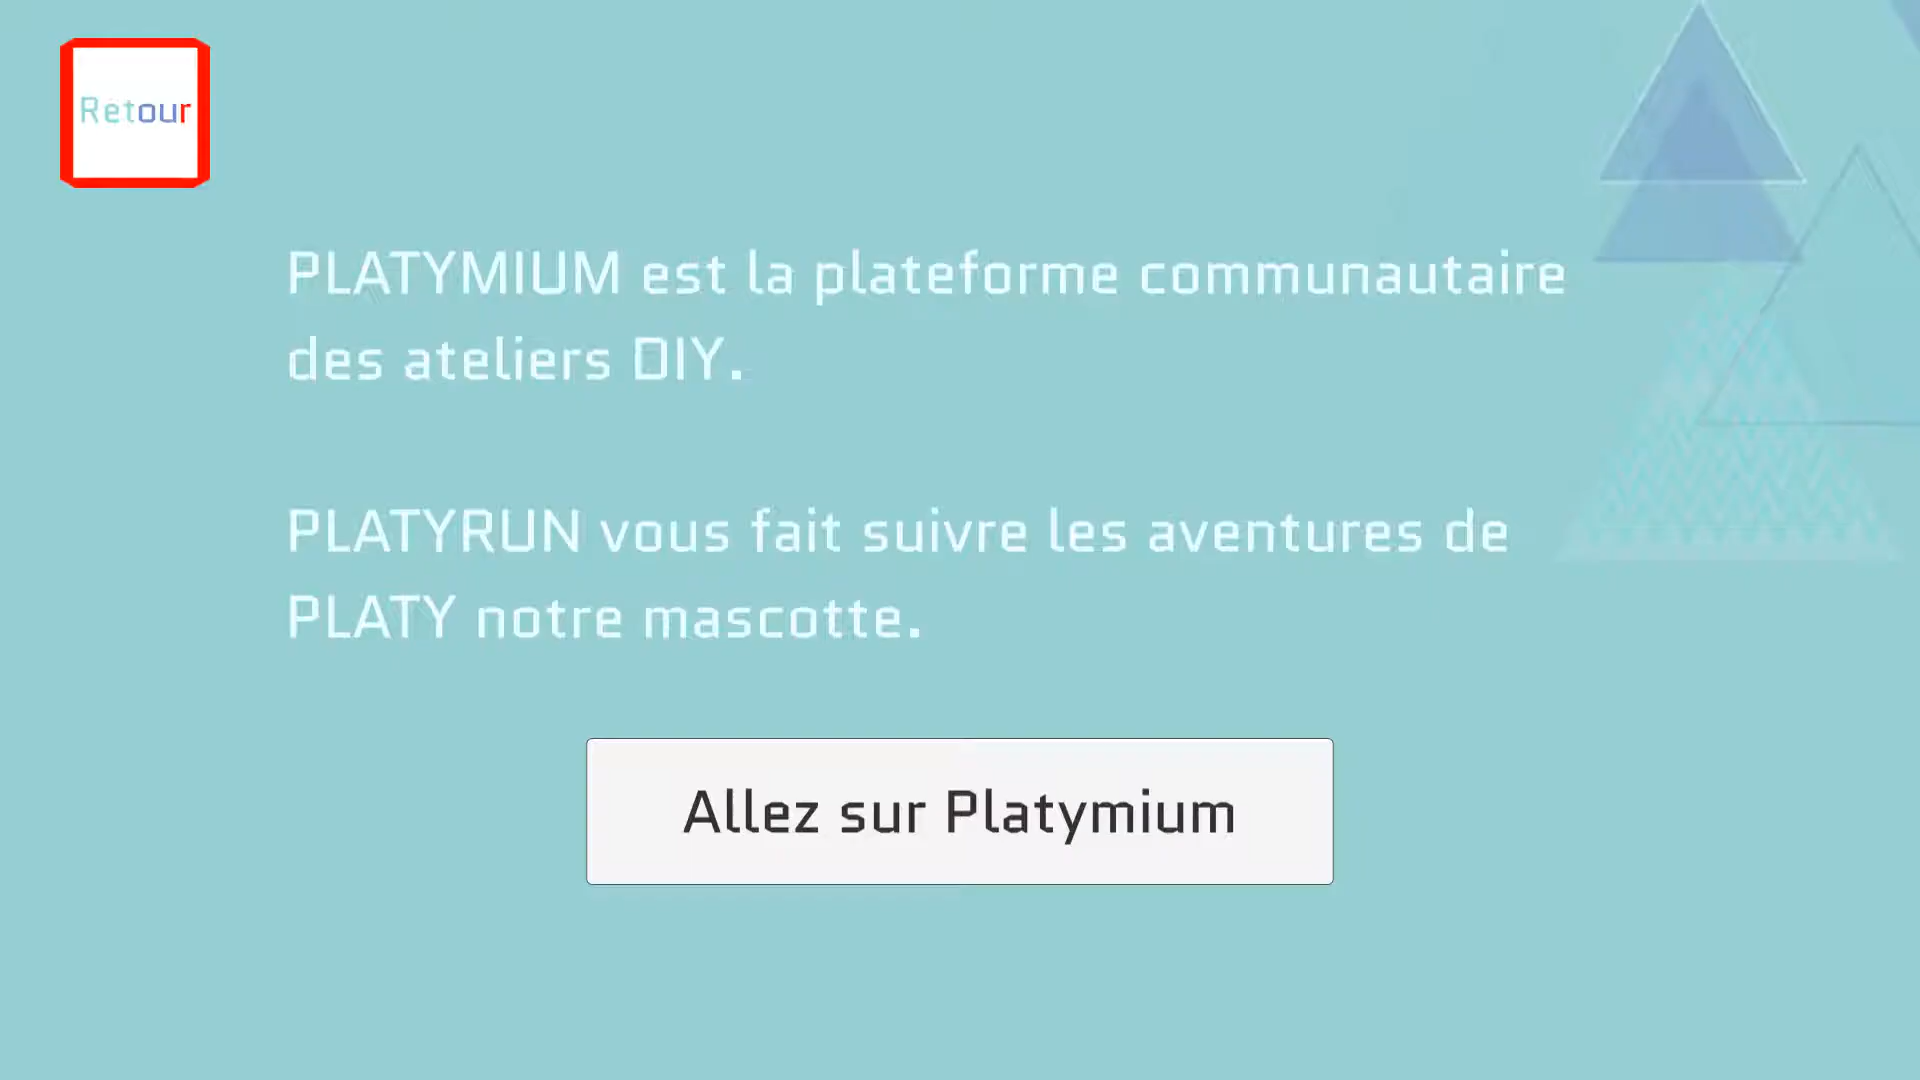 Retour
PLATYMIUM est la plateforme communautaire
des ateliers DIY.
PLATYRUN vous fait suivre les aventures de
PLATY notre mascotte.
Allez sur Platymium